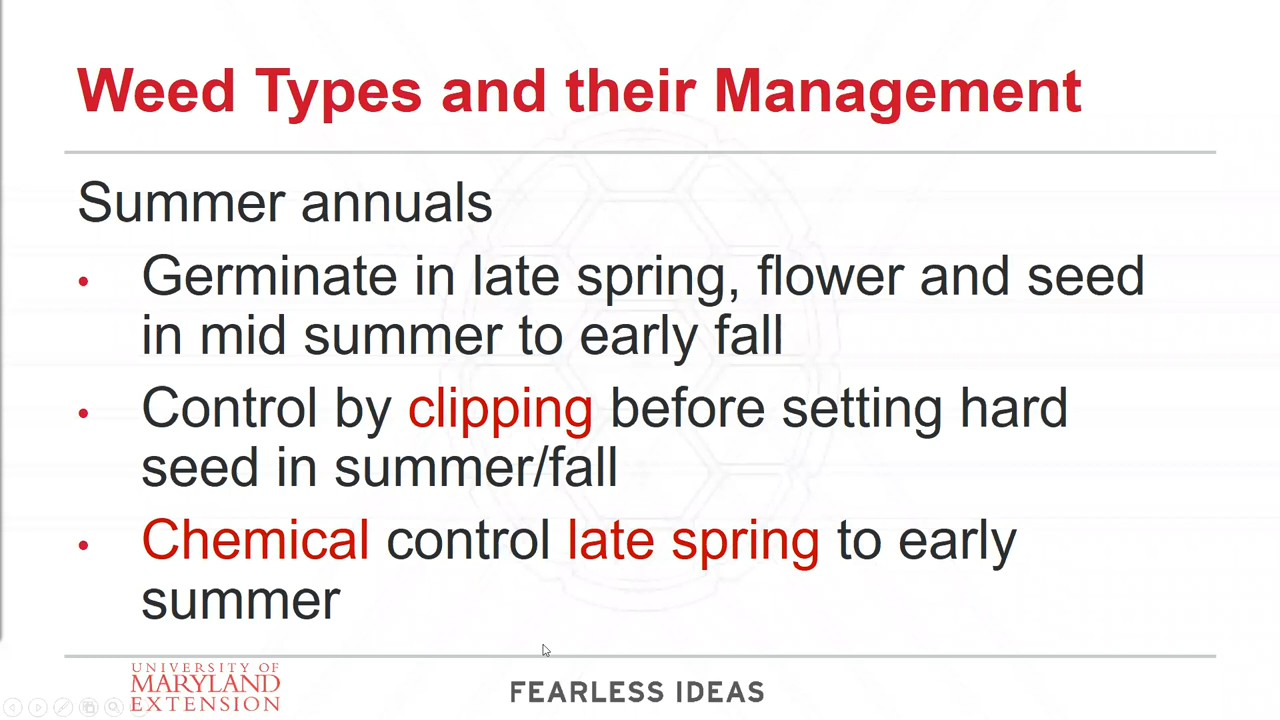 Weed Types and their Management
Summer annuals
• Germinate in late spring, flower and seed
in mid summer to early fall
• Control by clipping before setting hard
seed in summer/fall
• Chemical control late spring to early
summer
UNIVERSITY OF
MARYLAND
EXTENSION
FEARLESS IDEAS